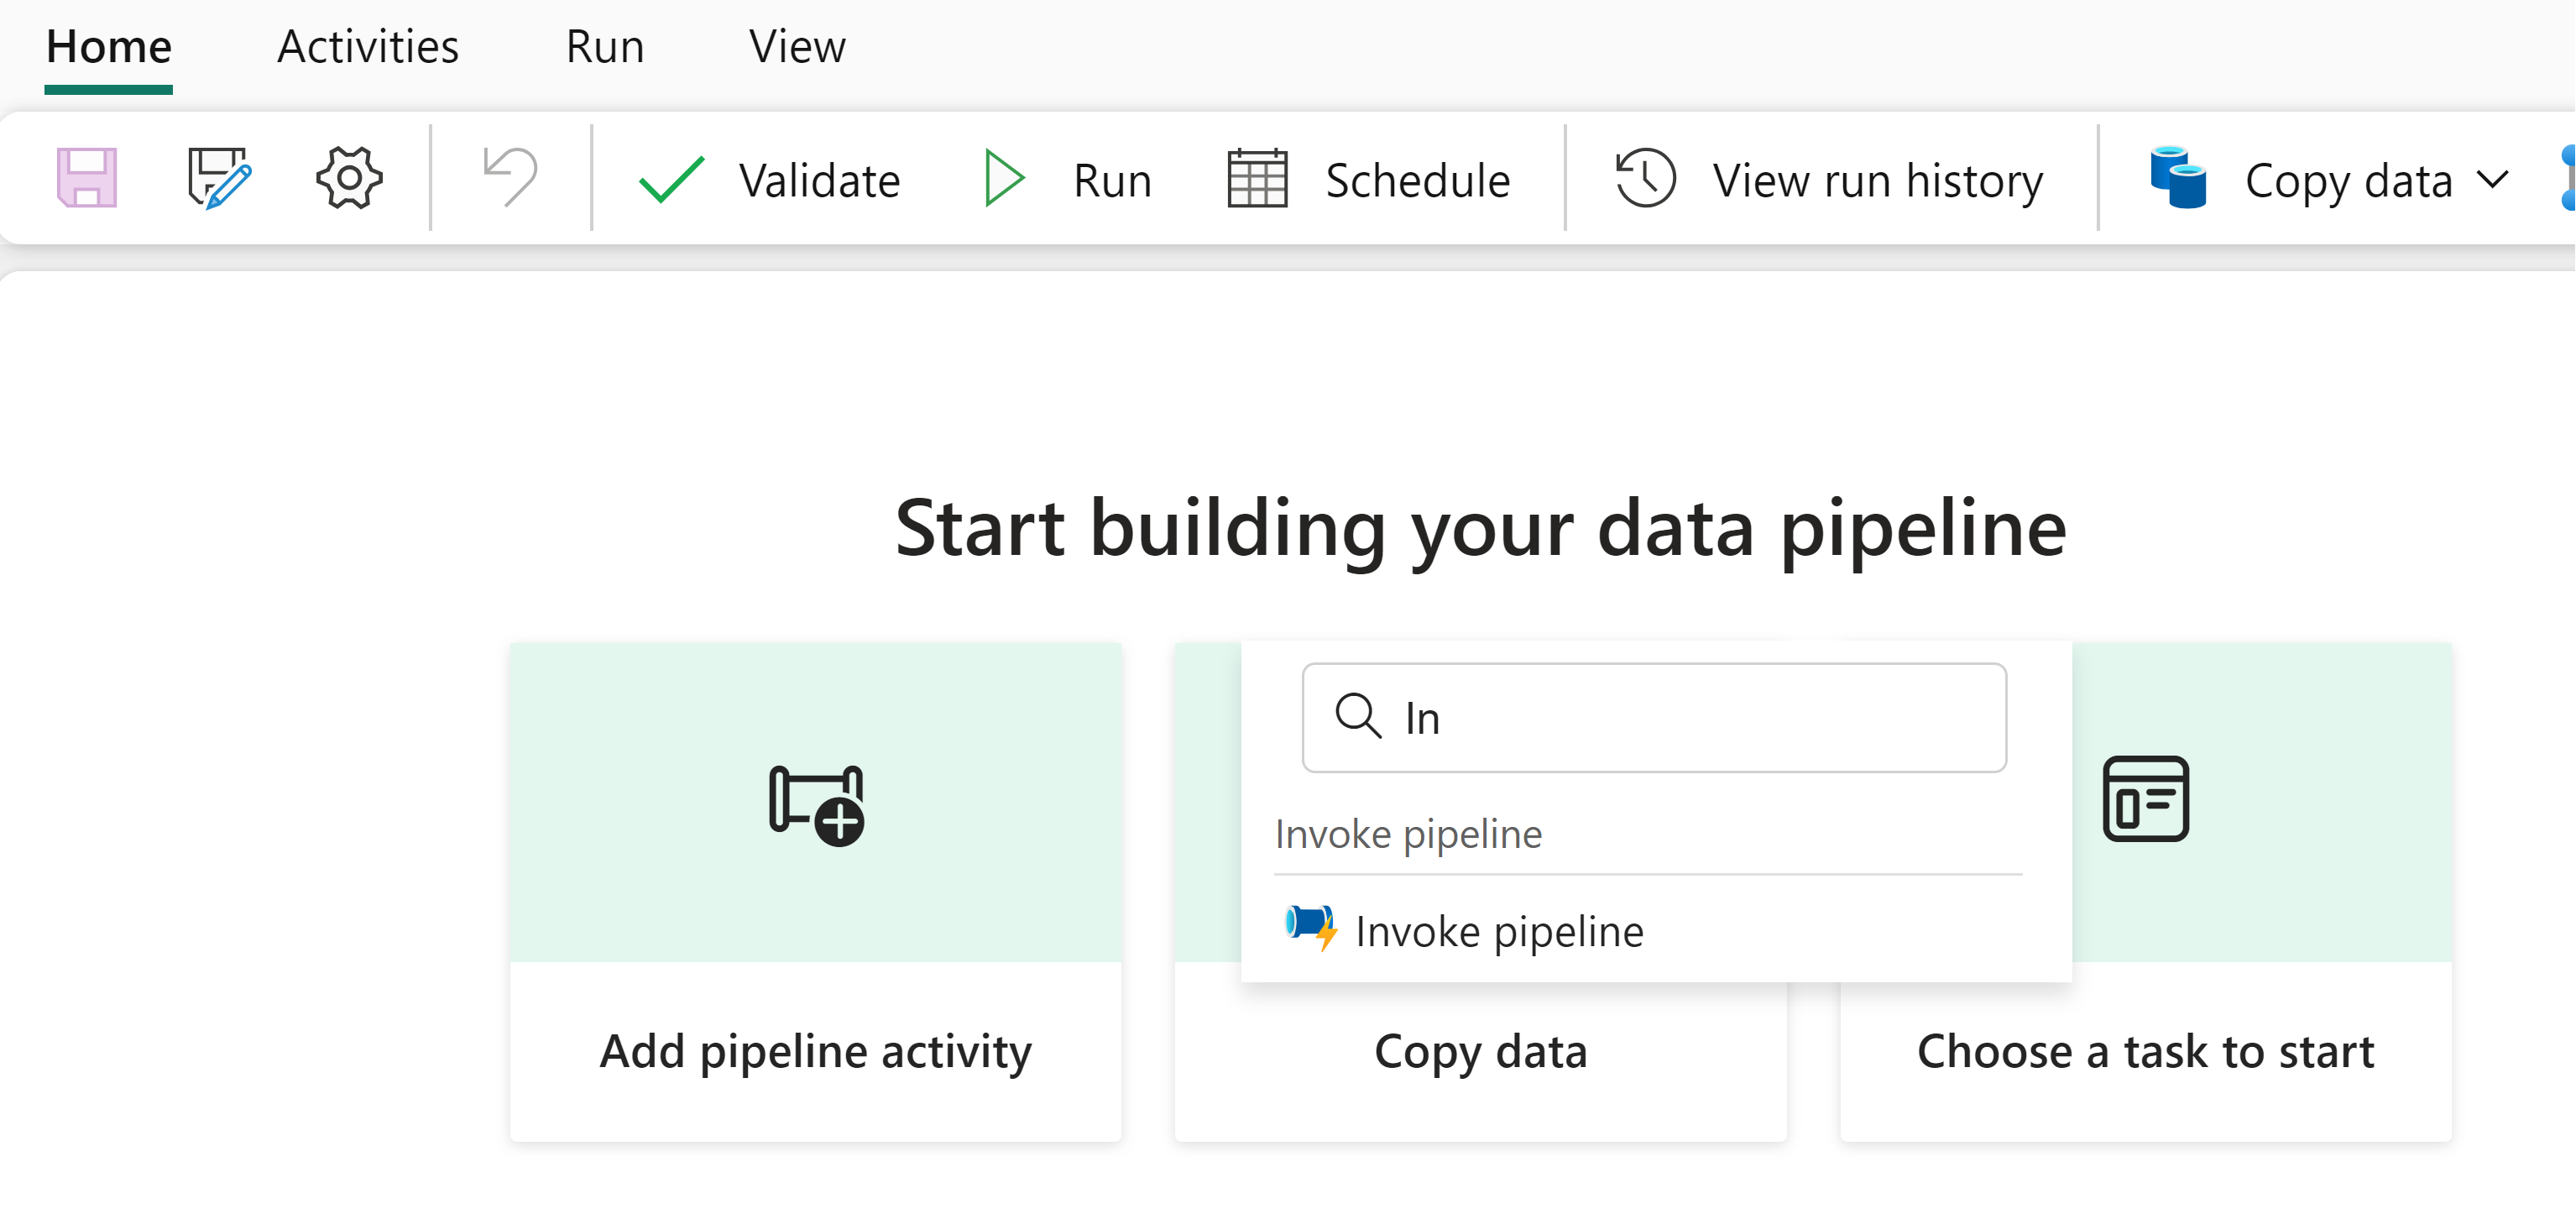 Home Activities Run View
Validate Run Schedule View run history Copy data
Start building your data pipeline
In
Invoke pipeline
Invoke pipeline
Add pipeline activity Copy data Choose a task to start